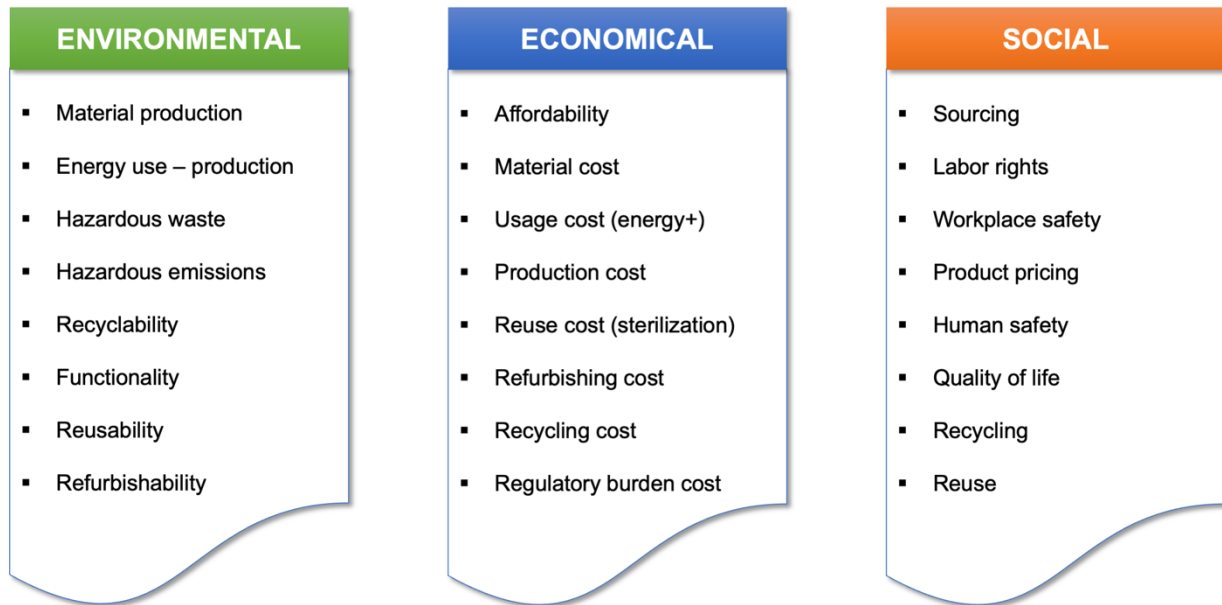 ENVIRONMENTAL
▪ Material production
▪ Energy use – production
▪ Hazardous waste
▪ Hazardous emissions
▪ Recyclability
▪ Functionality
▪ Reusability
▪ Refurbishability
ECONOMICAL
▪ Affordability
▪ Material cost
▪ Usage cost (energy+)
▪ Production cost
▪ Reuse cost (sterilization)
▪ Refurbishing cost
▪ Recycling cost
▪ Regulatory burden cost
SOCIAL
▪ Sourcing
▪ Labor rights
▪ Workplace safety
▪ Product pricing
▪ Human safety
▪ Quality of life
▪ Recycling
▪ Reuse